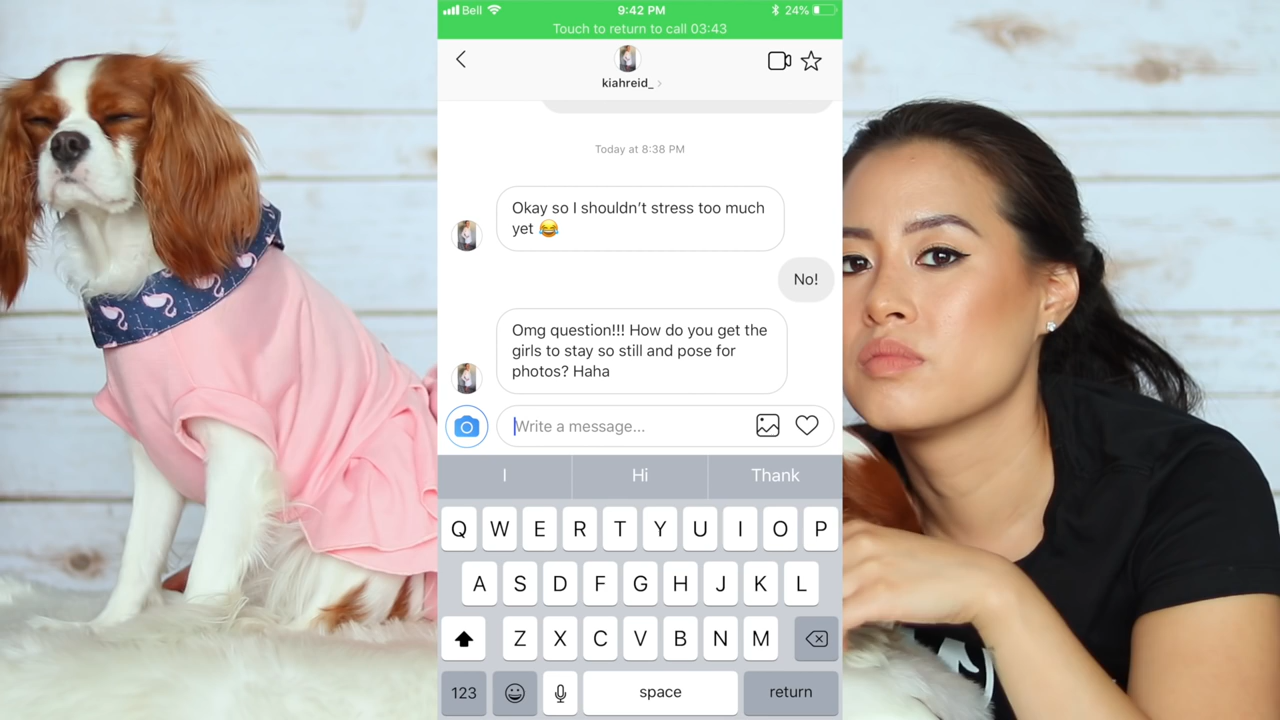 Bell 9:42 PM 24%
Touch to return to call 03:43
kiahreid_
Today at 8:38 PM
Okay so I shouldn't stress too much
yet 😂
No!
Omg question!!! How do you get the
girls to stay so still and pose for
photos? Haha
Write a message...
I Hi Thank
Q W E R T Y U I O P
A S D F G H J K L
Z X C V B N M
123 space return